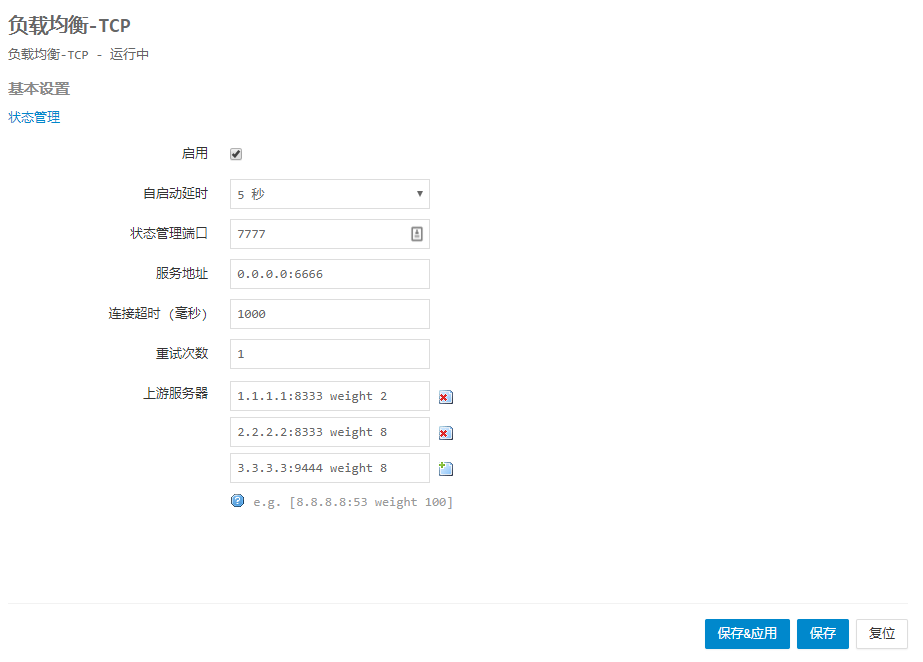 负载均衡-TCP
负载均衡-TCP - 运行中
基本设置
状态管理
启用
自启动延时 5 秒
状态管理端口 7777
服务地址 0.0.0.0:6666
连接超时 (毫秒) 1000
重试次数 1
上游服务器 1.1.1.1:8333 weight 2
2.2.2.2:8333 weight 8
3.3.3.3:9444 weight 8
e.g. [8.8.8.8:53 weight 100]
保存&应用 保存 复位